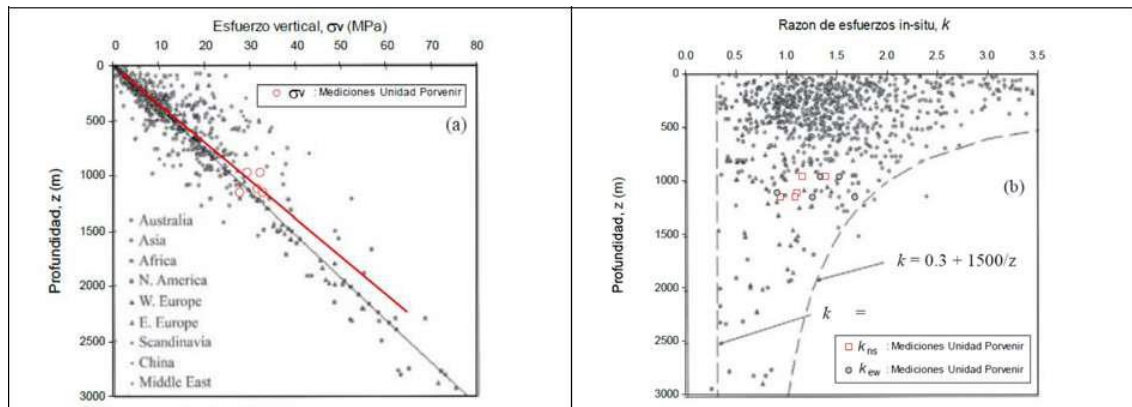 Esfuerzo vertical, σv (MPa)
0 10 20 30 40 50 60 70 80
0
500
1000
1500
2000
2500
3000
Profundidad, z (m)
σv : Mediciones Unidad Porvenir
(a)
Australia
Asia
Africa
N. America
W. Europe
E. Europe
Scandinavia
China
Middle East
Razon de esfuerzos in-situ, k
0.0 0.5 1.0 1.5 2.0 2.5 3.0 3.5
0
500
1000
1500
2000
2500
3000
Profundidad, z (m)
(b)
k = 0.3 + 1500/z
k =
kns : Mediciones Unidad Porvenir
kew : Mediciones Unidad Porvenir